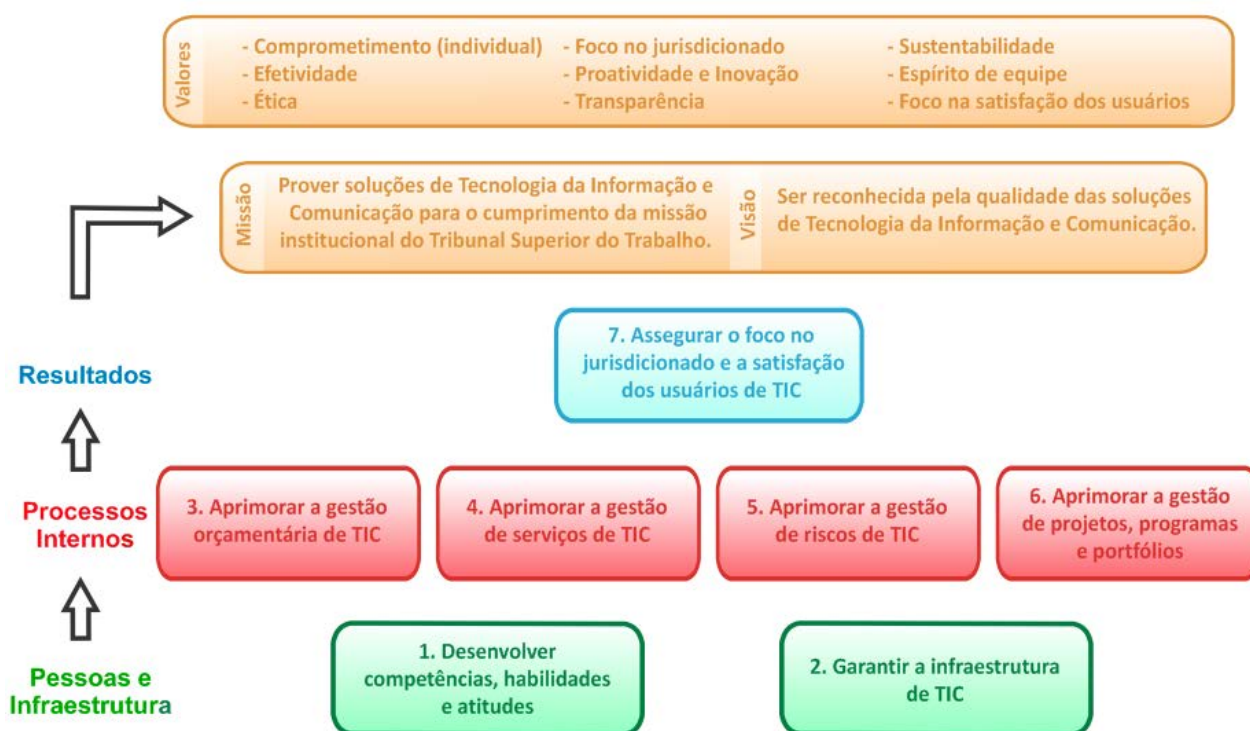 Valores
- Comprometimento (individual)
- Efetividade
- Ética
- Foco no jurisdicionado
- Proatividade e Inovação
- Transparência
- Sustentabilidade
- Espírito de equipe
- Foco na satisfação dos usuários
Missão
Prover soluções de Tecnologia da Informação e
Comunicação para o cumprimento da missão
institucional do Tribunal Superior do Trabalho.
Visão
Ser reconhecida pela qualidade das soluções
de Tecnologia da Informação e Comunicação.
Resultados
7. Assegurar o foco no
jurisdicionado e a satisfação
dos usuários de TIC
Processos
Internos
3. Aprimorar a gestão
orçamentária de TIC
4. Aprimorar a gestão
de serviços de TIC
5. Aprimorar a gestão
de riscos de TIC
6. Aprimorar a gestão
de projetos, programas
e portfólios
Pessoas e
Infraestrutura
1. Desenvolver
competências, habilidades
e atitudes
2. Garantir a infraestrutura
de TIC